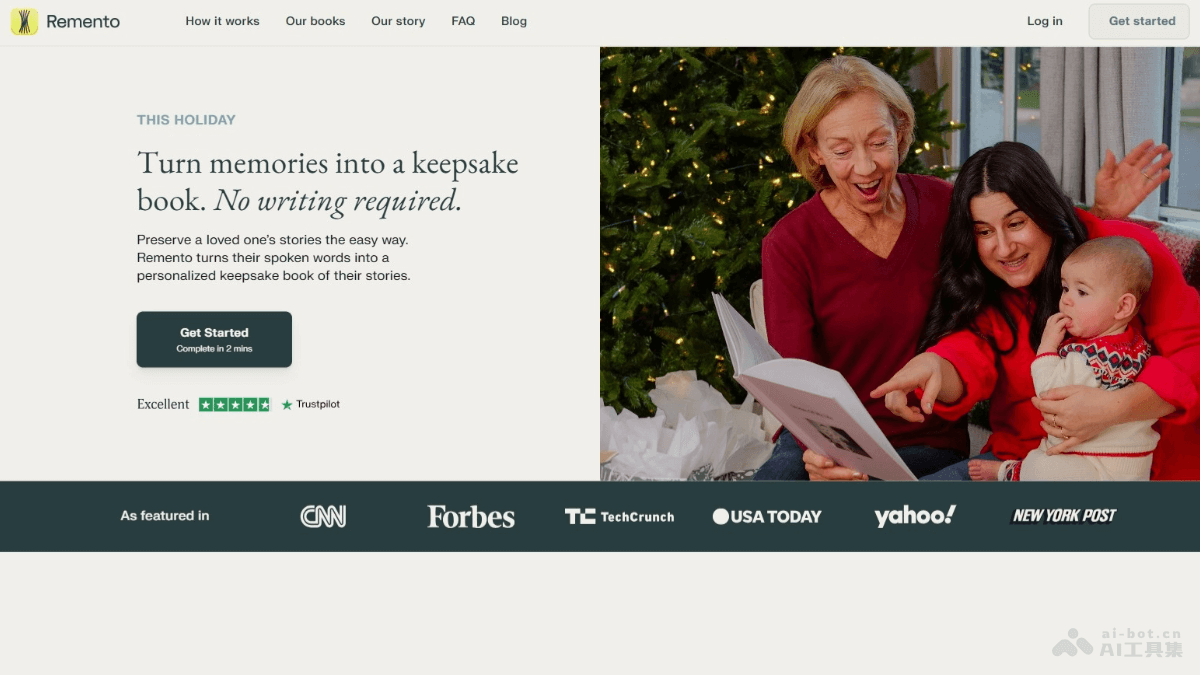 Remento
How it works
Our books
Our story
FAQ
Blog
Log in
Get started
THIS HOLIDAY
Turn memories into a keepsake
book. No writing required.
Preserve a loved one's stories the easy way.
Remento turns their spoken words into a
personalized keepsake book of their stories.
Get Started
Complete in 2 mins
Excellent
Trustpilot
As featured in
CNN
Forbes
TC TechCrunch
USA TODAY
yahoo!
NEW YORK POST
ai-bot.cn
AI工具集